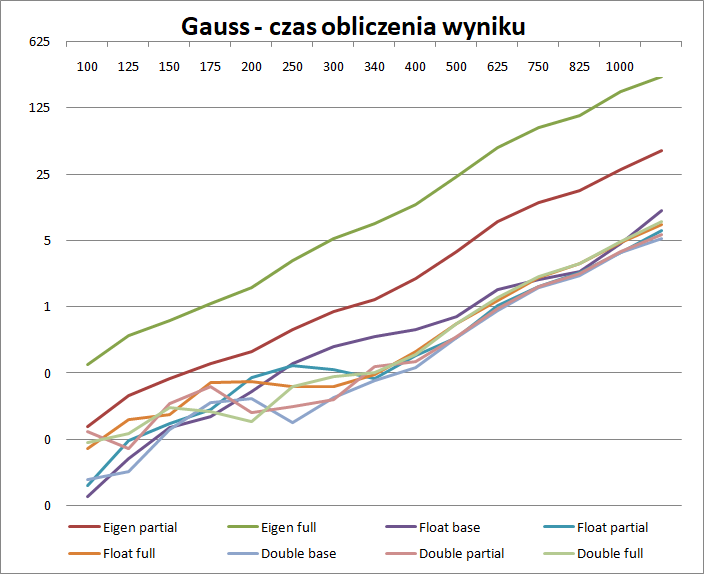 Gauss - czas obliczenia wyniku
625
100 125 150 175 200 250 300 340 400 500 625 750 825 1000
125
25
5
1
0
0
0
Eigen partial Eigen full Float base Float partial
Float full Double base Double partial Double full